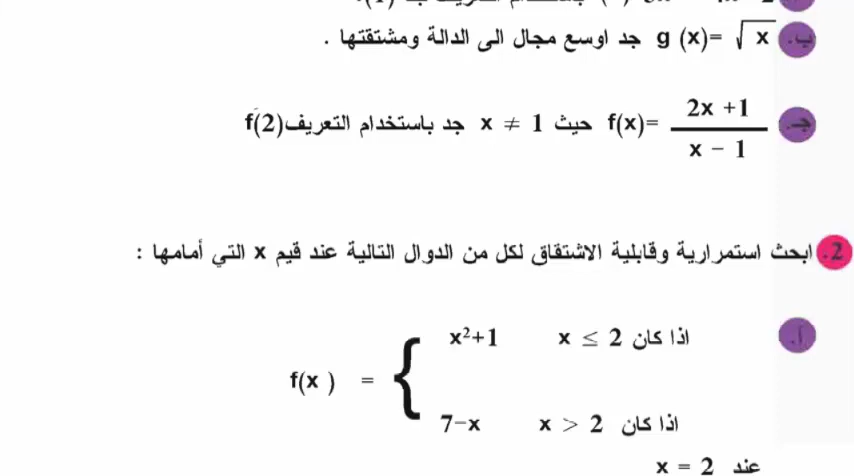 ب. g (x)= √x جد اوسع مجال الى الدالة ومشتقتها .
جـ. f(x)= (2x +1)/(x − 1) حيث x ≠ 1 جد باستخدام التعريف f́(2)
2. ابحث استمرارية وقابلية الاشتقاق لكل من الدوال التالية عند قيم x التي أمامها :
أ. f(x ) = {
x²+1 x ≤ 2 اذا كان
7−x x > 2 اذا كان
عند x = 2